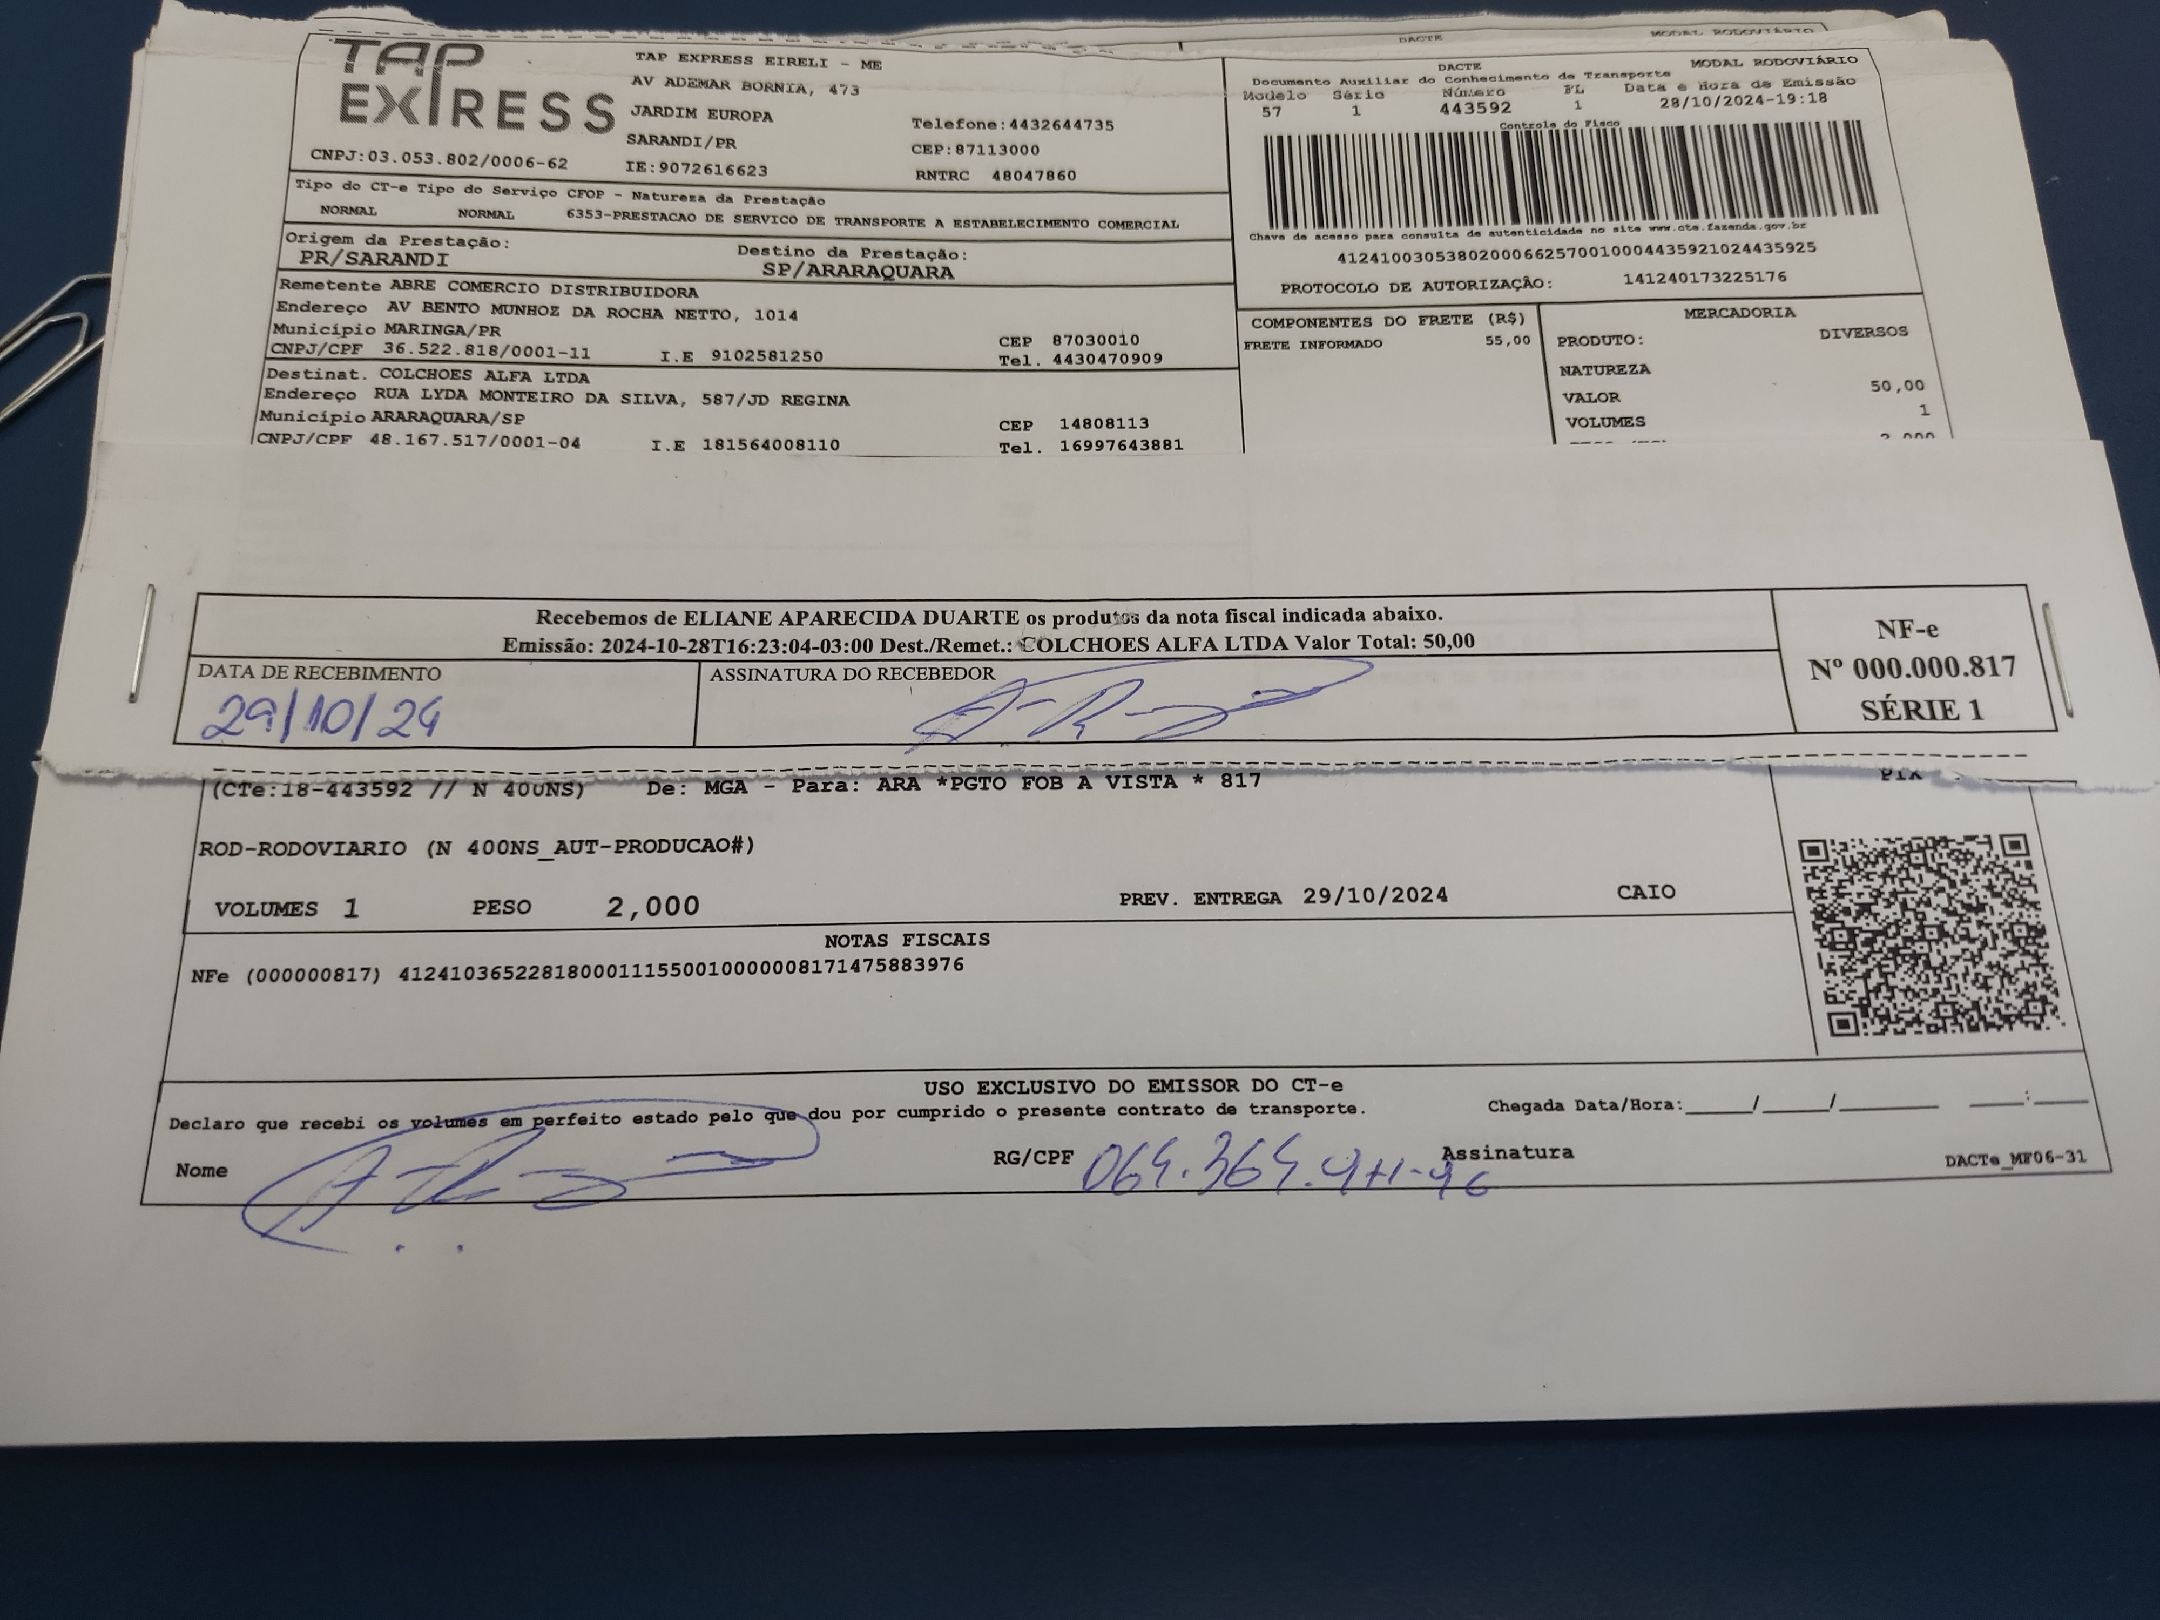 DACTE MODAL RODOVIÁRIO
TAP
EXPRESS
TAP EXPRESS EIRELI - ME
AV ADEMAR BORNIA, 473
JARDIM EUROPA
SARANDI/PR
Telefone:4432644735
CEP:87113000
CNPJ:03.053.802/0006-62 IE:9072616623 RNTRC 48047860
DACTE MODAL RODOVIÁRIO
Documento Auxiliar do Conhecimento de Transporte
Modelo Série Número FL Data e Hora de Emissão
57 1 443592 1 28/10/2024-19:18
Controle do Fisco
Chave de acesso para consulta de autenticidade no site www.cte.fazenda.gov.br
41241003053802000662570010004435921024435925
PROTOCOLO DE AUTORIZAÇÃO: 141240173225176
Tipo do CT-e Tipo do Serviço CFOP - Natureza da Prestação
NORMAL NORMAL 6353-PRESTACAO DE SERVICO DE TRANSPORTE A ESTABELECIMENTO COMERCIAL
Origem da Prestação: Destino da Prestação:
PR/SARANDI SP/ARARAQUARA
Remetente ABRE COMERCIO DISTRIBUIDORA
Endereço AV BENTO MUNHOZ DA ROCHA NETTO, 1014
Município MARINGA/PR CEP 87030010
CNPJ/CPF 36.522.818/0001-11 I.E 9102581250 Tel. 4430470909
Destinat. COLCHOES ALFA LTDA
Endereço RUA LYDA MONTEIRO DA SILVA, 587/JD REGINA
Município ARARAQUARA/SP CEP 14808113
CNPJ/CPF 48.167.517/0001-04 I.E 181564008110 Tel. 16997643881
COMPONENTES DO FRETE (R$)
FRETE INFORMADO 55,00
MERCADORIA
PRODUTO: DIVERSOS
NATUREZA
VALOR 50,00
VOLUMES 1
Recebemos de ELIANE APARECIDA DUARTE os produtos da nota fiscal indicada abaixo.
Emissão: 2024-10-28T16:23:04-03:00 Dest./Remet.: COLCHOES ALFA LTDA Valor Total: 50,00
DATA DE RECEBIMENTO ASSINATURA DO RECEBEDOR
29/10/24
NF-e
Nº 000.000.817
SÉRIE 1
(CTe:18-443592 // N 400NS) De: MGA - Para: ARA *PGTO FOB A VISTA * 817
PIX
ROD-RODOVIARIO (N 400NS_AUT-PRODUCAO#)
VOLUMES 1 PESO 2,000 PREV. ENTREGA 29/10/2024 CAIO
NOTAS FISCAIS
NFe (000000817) 41241036522818000111550010000008171475883976
USO EXCLUSIVO DO EMISSOR DO CT-e
Declaro que recebi os volumes em perfeito estado pelo que dou por cumprido o presente contrato de transporte.
Chegada Data/Hora:_____/_____/________ ____:____
Nome RG/CPF Assinatura
DACTe_MF06-31